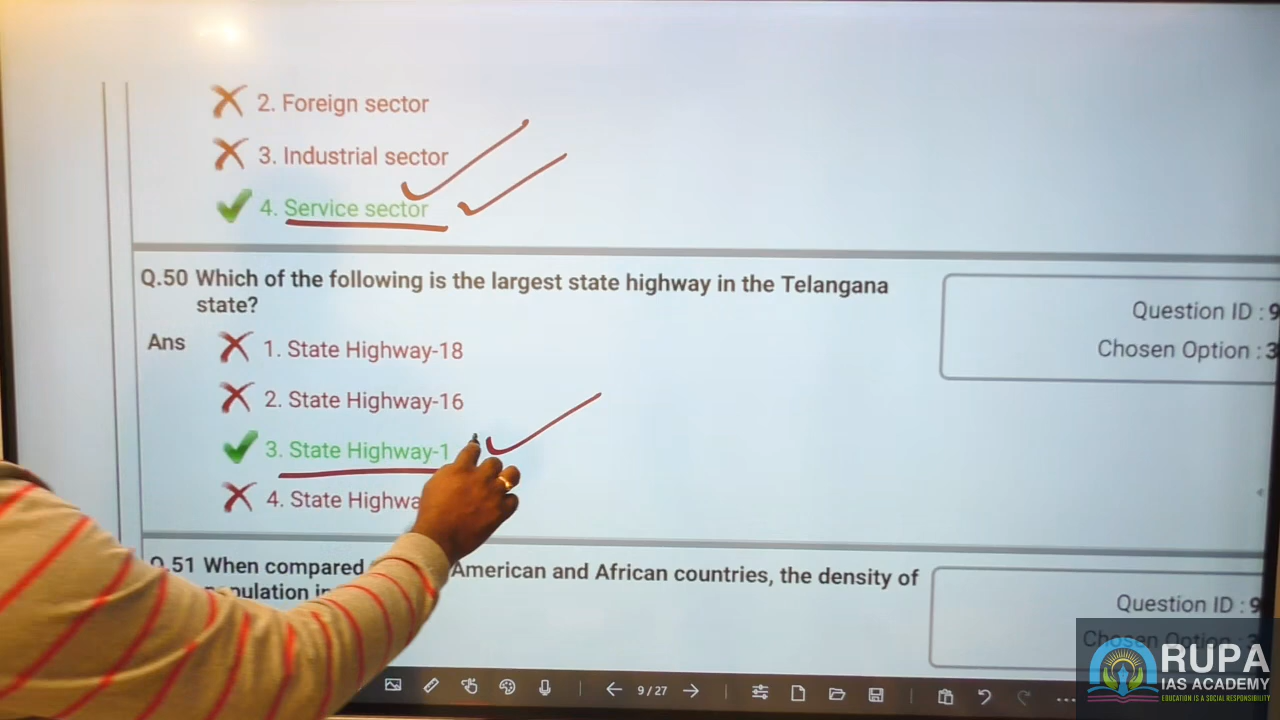 2. Foreign sector
3. Industrial sector
4. Service sector
Q.50 Which of the following is the largest state highway in the Telangana
state?
Question ID : 9
Chosen Option : 3
Ans
1. State Highway-18
2. State Highway-16
3. State Highway-1
4. State
Q.51 When compared American and African countries, the density of
Question ID : 9
Chosen Option : 3
9 / 27
RUPA
IAS ACADEMY
EDUCATION IS A SOCIAL RESPONSIBILITY